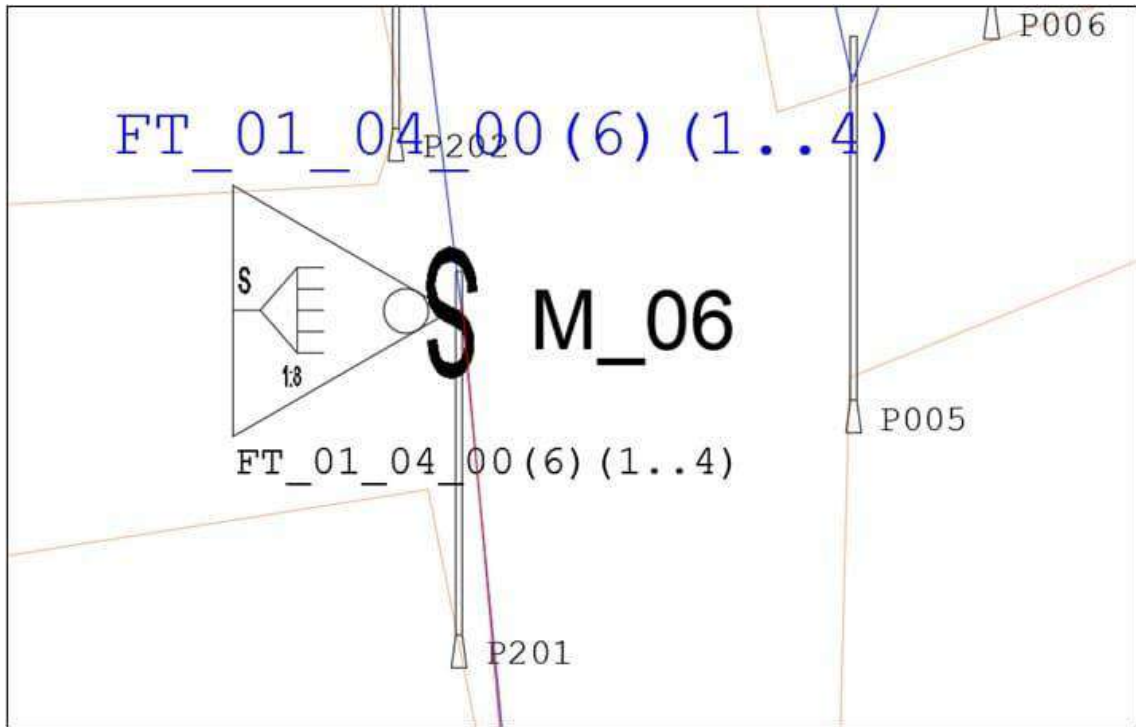 P006
FT_01_04_00(6)(1..4)
P202
S
S
M_06
1:8
P005
FT_01_04_00(6)(1..4)
P201